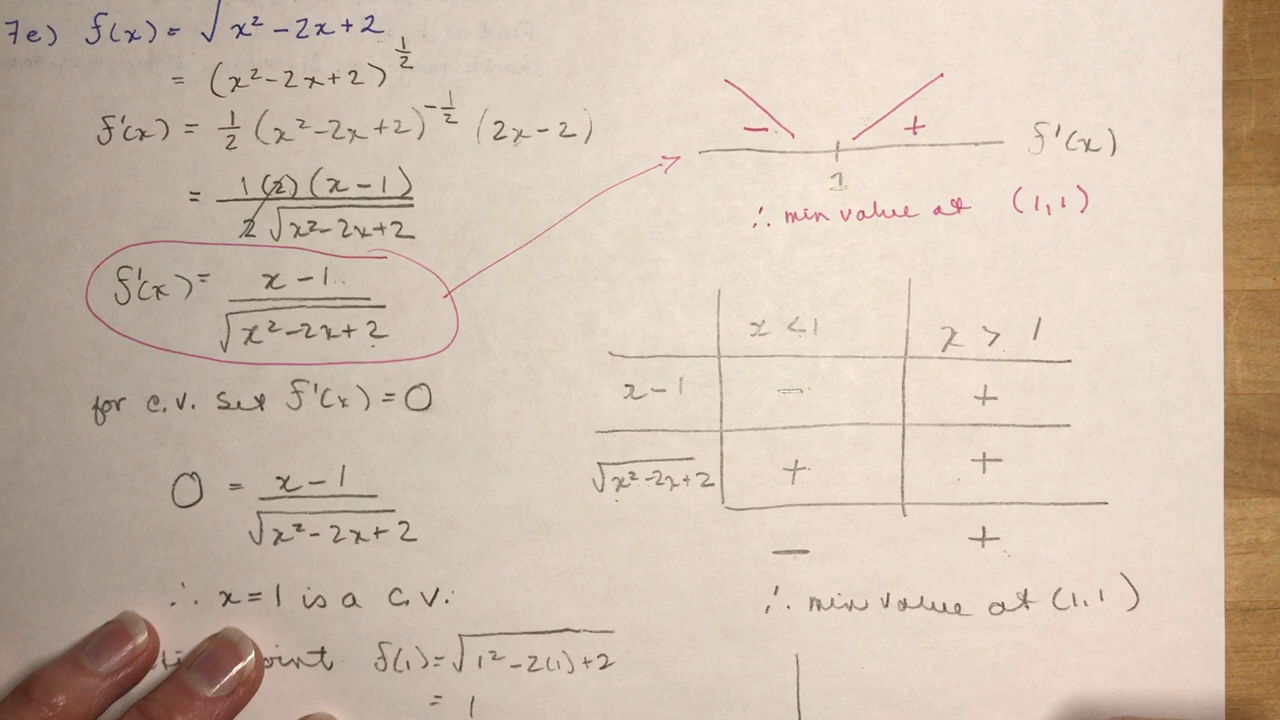 7e) f(x) = √x² - 2x + 2
= (x² - 2x + 2)^½
f'(x) = ½ (x² - 2x + 2)^-½ (2x - 2)
= 1(2)(x - 1) / 2√x² - 2x + 2
f'(x) = x - 1 / √x² - 2x + 2
for c.v. set f'(x) = 0
0 = x - 1 / √x² - 2x + 2
∴ x = 1 is a c.v.
oint f(1) = √1² - 2(1) + 2
= 1
- + f'(x)
1
∴ min value at (1,1)
x < 1 x > 1
x - 1 - +
√x² - 2x + 2 + +
- +
∴ min value at (1,1)